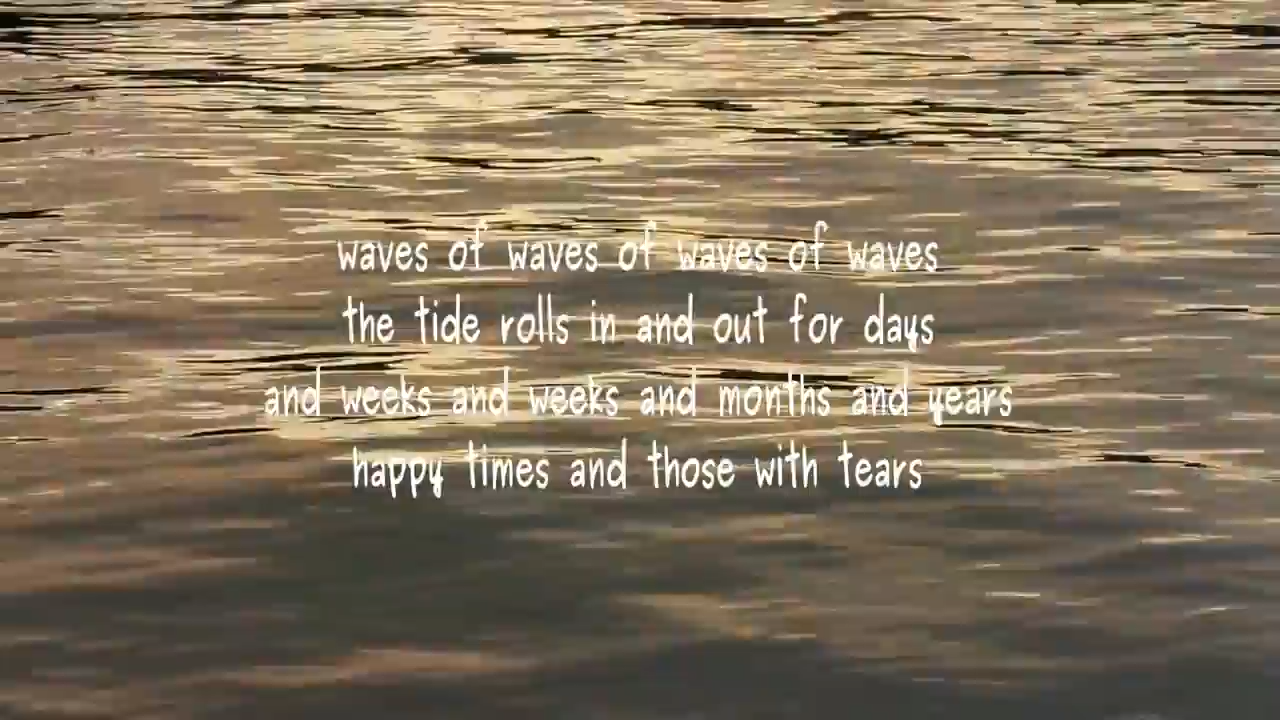 waves of waves of waves of waves
the tide rolls in and out for days
and weeks and weeks and months and years
happy times and those with tears